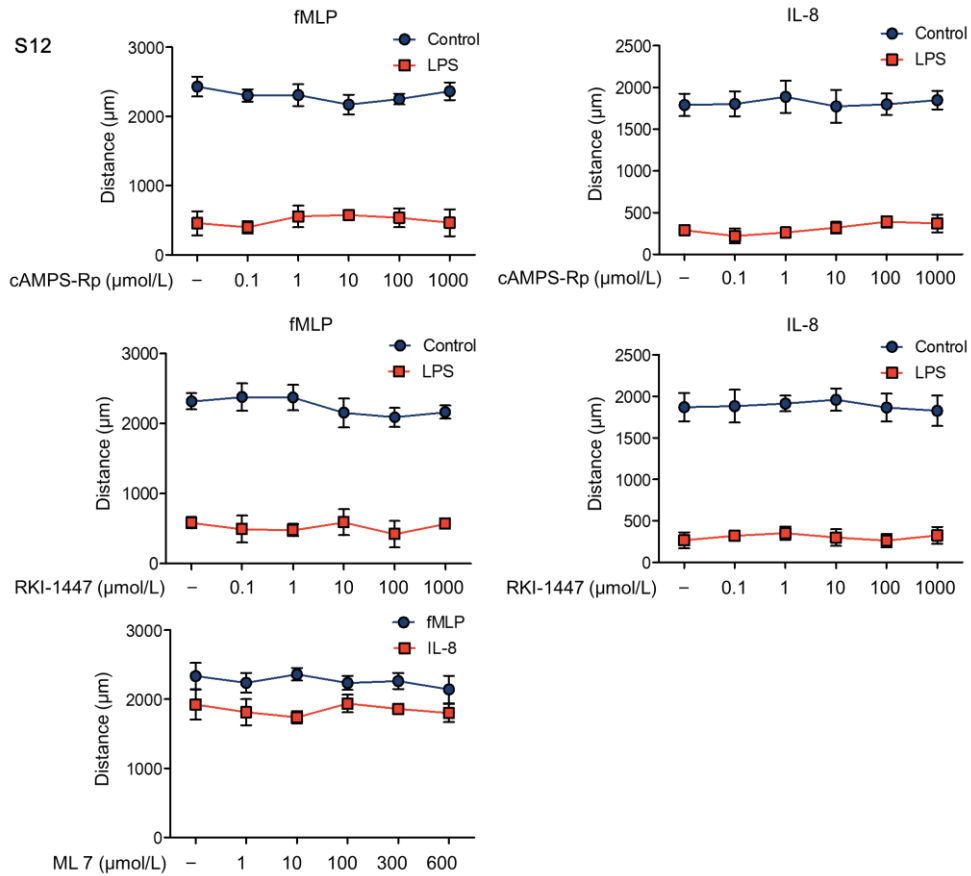 S12
fMLP
Control
LPS
Distance (µm)
3000
2000
1000
0
cAMPS-Rp (µmol/L) – 0.1 1 10 100 1000
IL-8
Control
LPS
Distance (µm)
2500
2000
1500
1000
500
0
cAMPS-Rp (µmol/L) – 0.1 1 10 100 1000
fMLP
Control
LPS
Distance (µm)
3000
2000
1000
0
RKI-1447 (µmol/L) – 0.1 1 10 100 1000
IL-8
Control
LPS
Distance (µm)
2500
2000
1500
1000
500
0
RKI-1447 (µmol/L) – 0.1 1 10 100 1000
fMLP
IL-8
Distance (µm)
3000
2000
1000
0
ML 7 (µmol/L) – 1 10 100 300 600